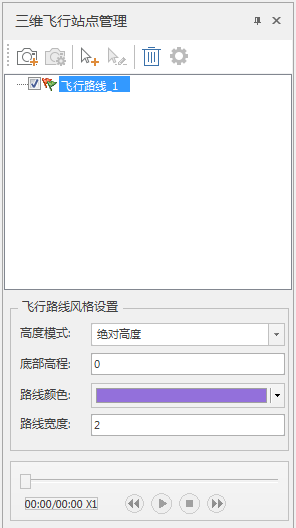 三维飞行站点管理
飞行路线_1
飞行路线风格设置
高度模式: 绝对高度
底部高程: 0
路线颜色:
路线宽度: 2
00:00/00:00 X1